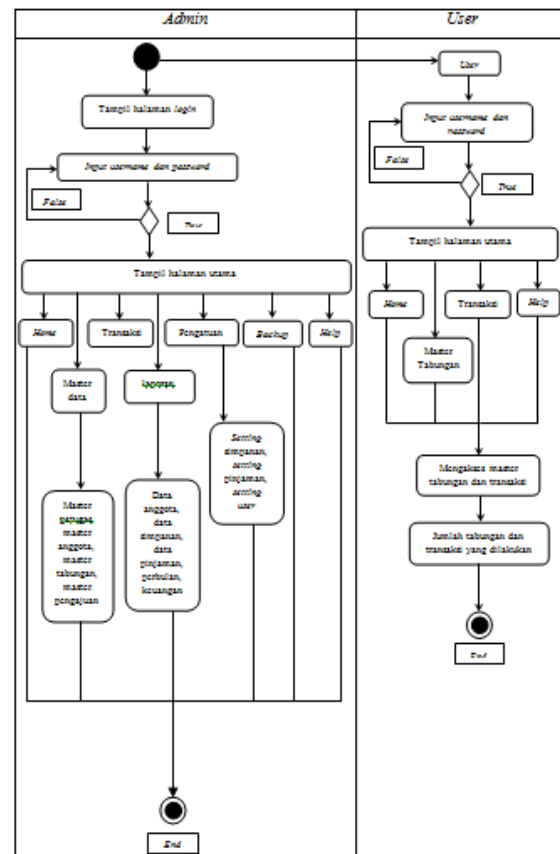 Admin
User
User
Tampil halaman login
Input username dan password
Input username dan password
False
True
False
True
Tampil halaman utama
Tampil halaman utama
Home
Transaksi
Pengatuan
Backup
Help
Home
Transaksi
Help
Master
data
laporan
Master
Tabungan
Setting
simpanan,
setting
pinjaman,
setting
user
Master
petugas,
master
anggota,
master
tabungan,
master
pengajuan
Data
anggota,
data
simpanan,
data
pinjaman,
perbulan,
keuangan
Mengakses master
tabungan dan transaksi
Jumlah tabungan dan
transaksi yang dilakukan
End
End